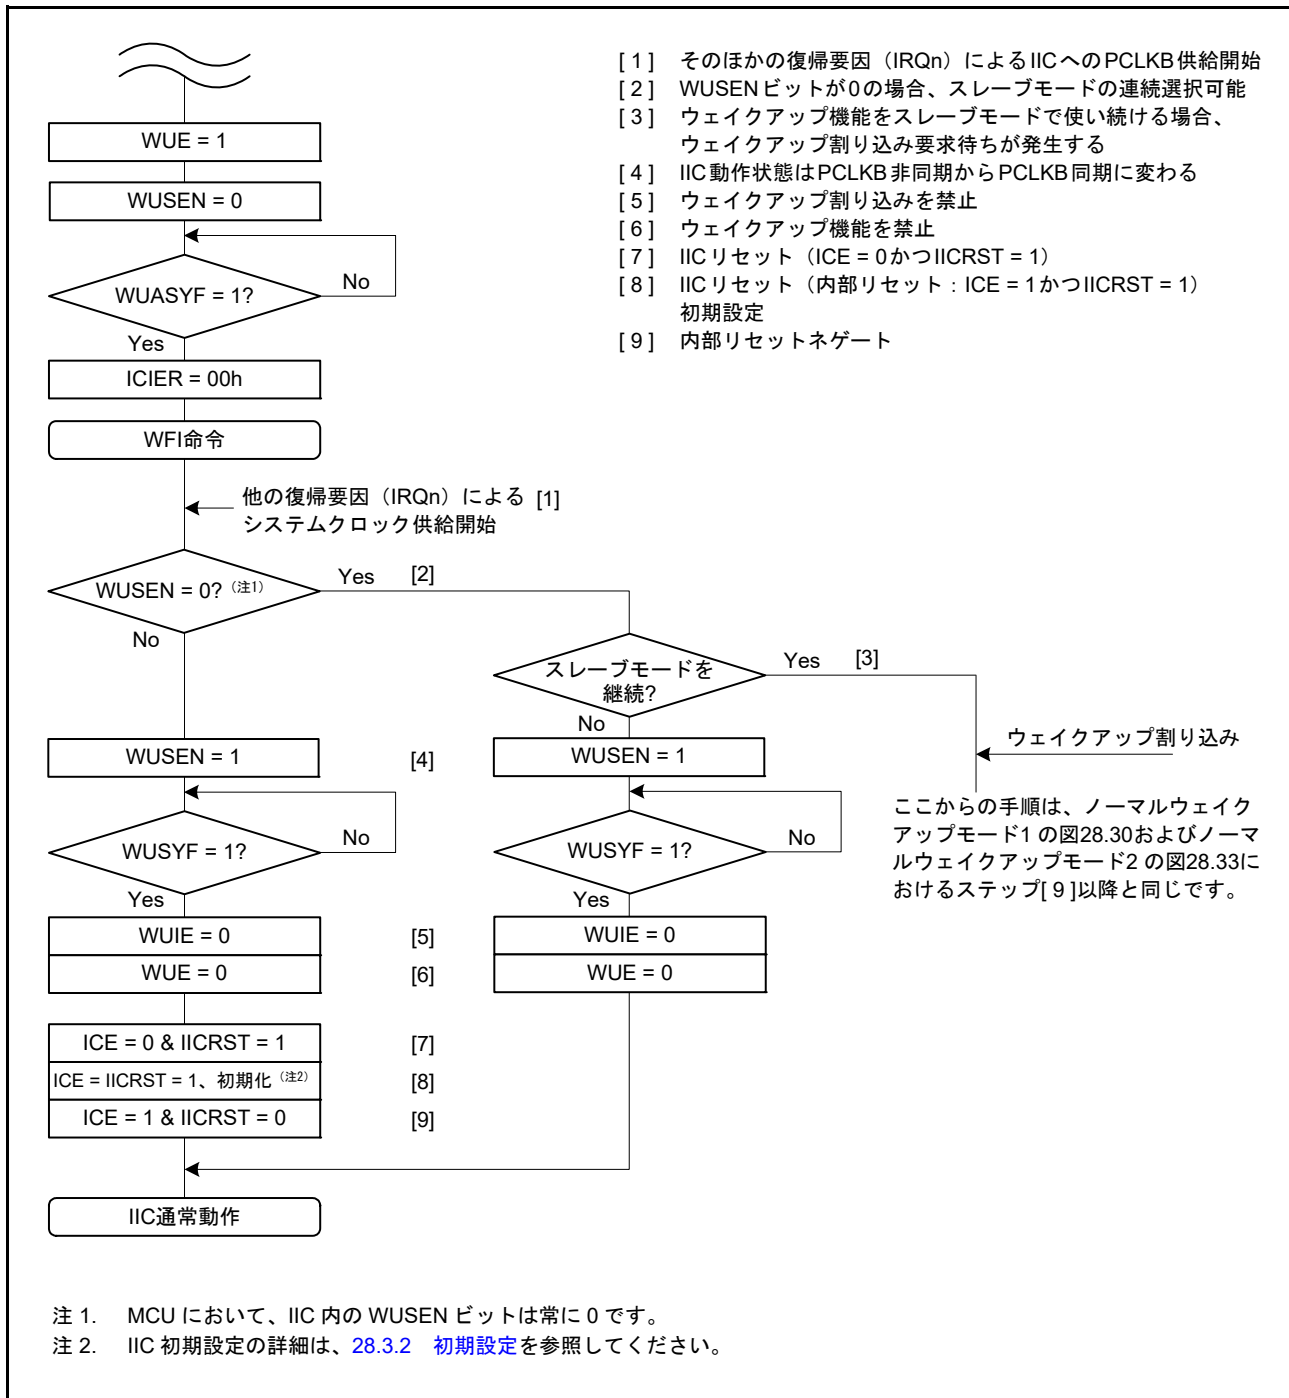 [ 1 ] そのほかの復帰要因（IRQn）によるIICへのPCLKB供給開始
[ 2 ] WUSENビットが0の場合、スレーブモードの連続選択可能
[ 3 ] ウェイクアップ機能をスレーブモードで使い続ける場合、
ウェイクアップ割り込み要求待ちが発生する
[ 4 ] IIC動作状態はPCLKB非同期からPCLKB同期に変わる
[ 5 ] ウェイクアップ割り込みを禁止
[ 6 ] ウェイクアップ機能を禁止
[ 7 ] IICリセット（ICE = 0かつIICRST = 1）
[ 8 ] IICリセット（内部リセット：ICE = 1かつIICRST = 1）
初期設定
[ 9 ] 内部リセットネゲート
WUE = 1
WUSEN = 0
WUASYF = 1?
No
Yes
ICIER = 00h
WFI命令
他の復帰要因（IRQn）による [1]
システムクロック供給開始
WUSEN = 0?（注1）
Yes [2]
No
スレーブモードを
継続?
Yes [3]
No
ウェイクアップ割り込み
ここからの手順は、ノーマルウェイク
アップモード1 の図28.30およびノーマ
ルウェイクアップモード2 の図28.33に
おけるステップ[ 9 ]以降と同じです。
WUSEN = 1 [4] WUSEN = 1
WUSYF = 1? No WUSYF = 1? No
Yes Yes
WUIE = 0 [5] WUIE = 0
WUE = 0 [6] WUE = 0
ICE = 0 & IICRST = 1 [7]
ICE = IICRST = 1、初期化（注2） [8]
ICE = 1 & IICRST = 0 [9]
IIC通常動作
注 1. MCU において、IIC 内の WUSEN ビットは常に 0 です。
注 2. IIC 初期設定の詳細は、28.3.2 初期設定を参照してください。